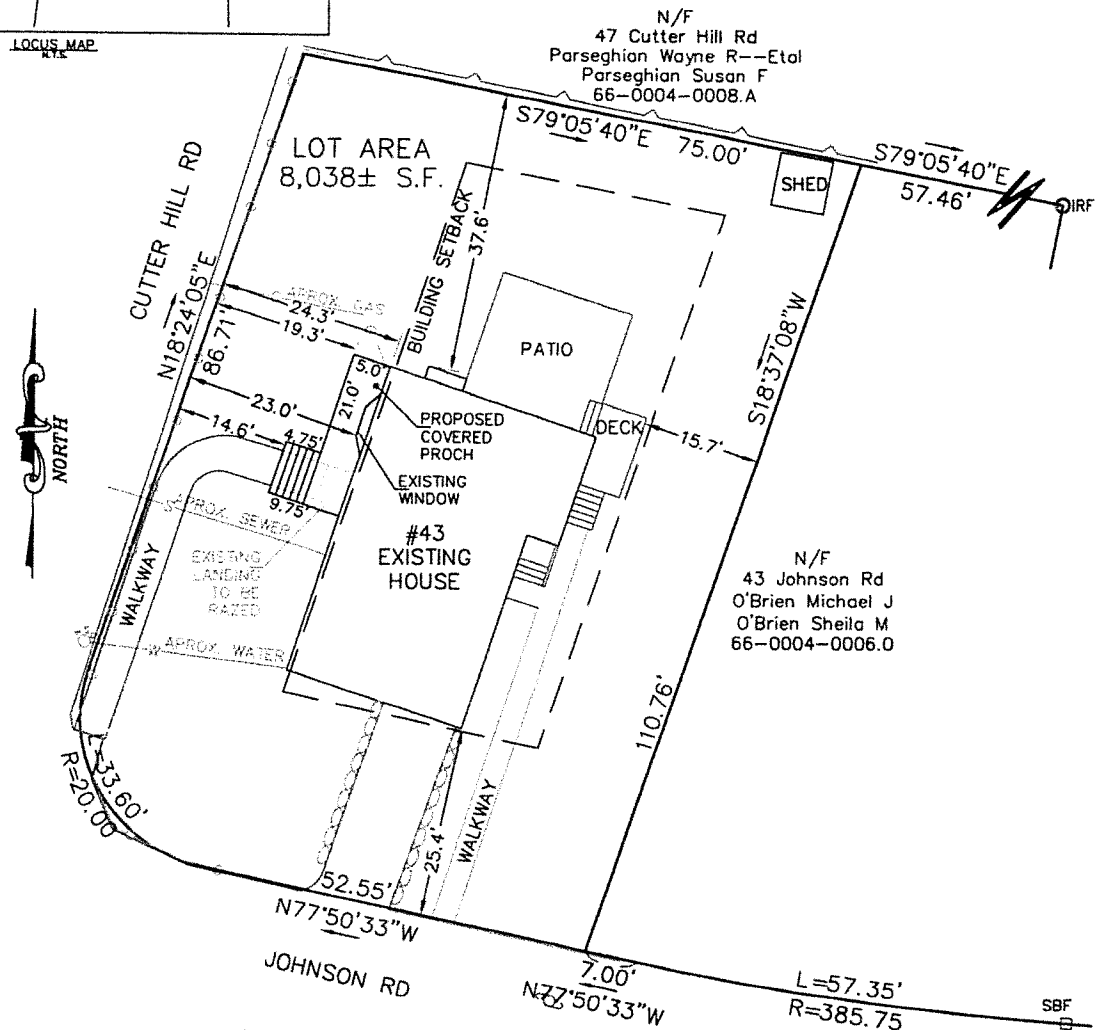 LOCUS MAP
N.T.S.
N/F
47 Cutter Hill Rd
Parseghian Wayne R--Etal
Parseghian Susan F
66-0004-0008.A
S79°05'40"E 75.00'
S79°05'40"E
57.46'
IRF
LOT AREA
8,038± S.F.
SHED
CUTTER HILL RD
N18°24'05"E
86.71'
BUILDING SETBACK
37.6'
APROX. GAS
24.3'
19.3'
PATIO
S18°37'08"W
NORTH
5.0'
21.0'
23.0'
14.6'
4.75'
9.75'
PROPOSED
COVERED
PROCH
EXISTING
WINDOW
DECK
15.7'
S
APROX. SEWER
#43
EXISTING
HOUSE
EXISTING
LANDING
TO BE
RAZED
WALKWAY
W
APROX. WATER
N/F
43 Johnson Rd
O'Brien Michael J
O'Brien Sheila M
66-0004-0006.0
110.76'
L=33.60'
R=20.00
25.4'
WALKWAY
52.55'
N77°50'33"W
JOHNSON RD
7.00'
N77°50'33"W
L=57.35'
R=385.75
SBF